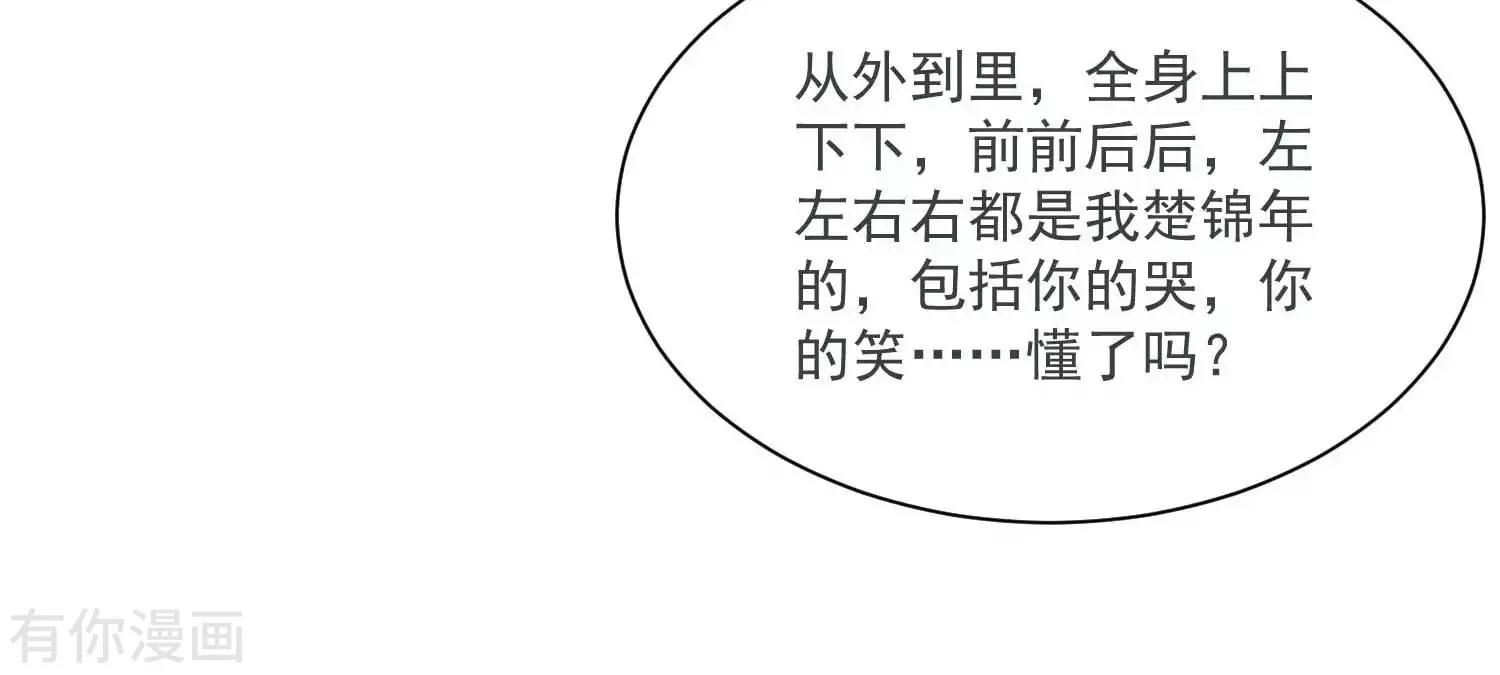 从外到里，全身上上
下下，前前后后，左
左右右都是我楚锦年
的，包括你的哭，你
的笑……懂了吗？
有你漫画